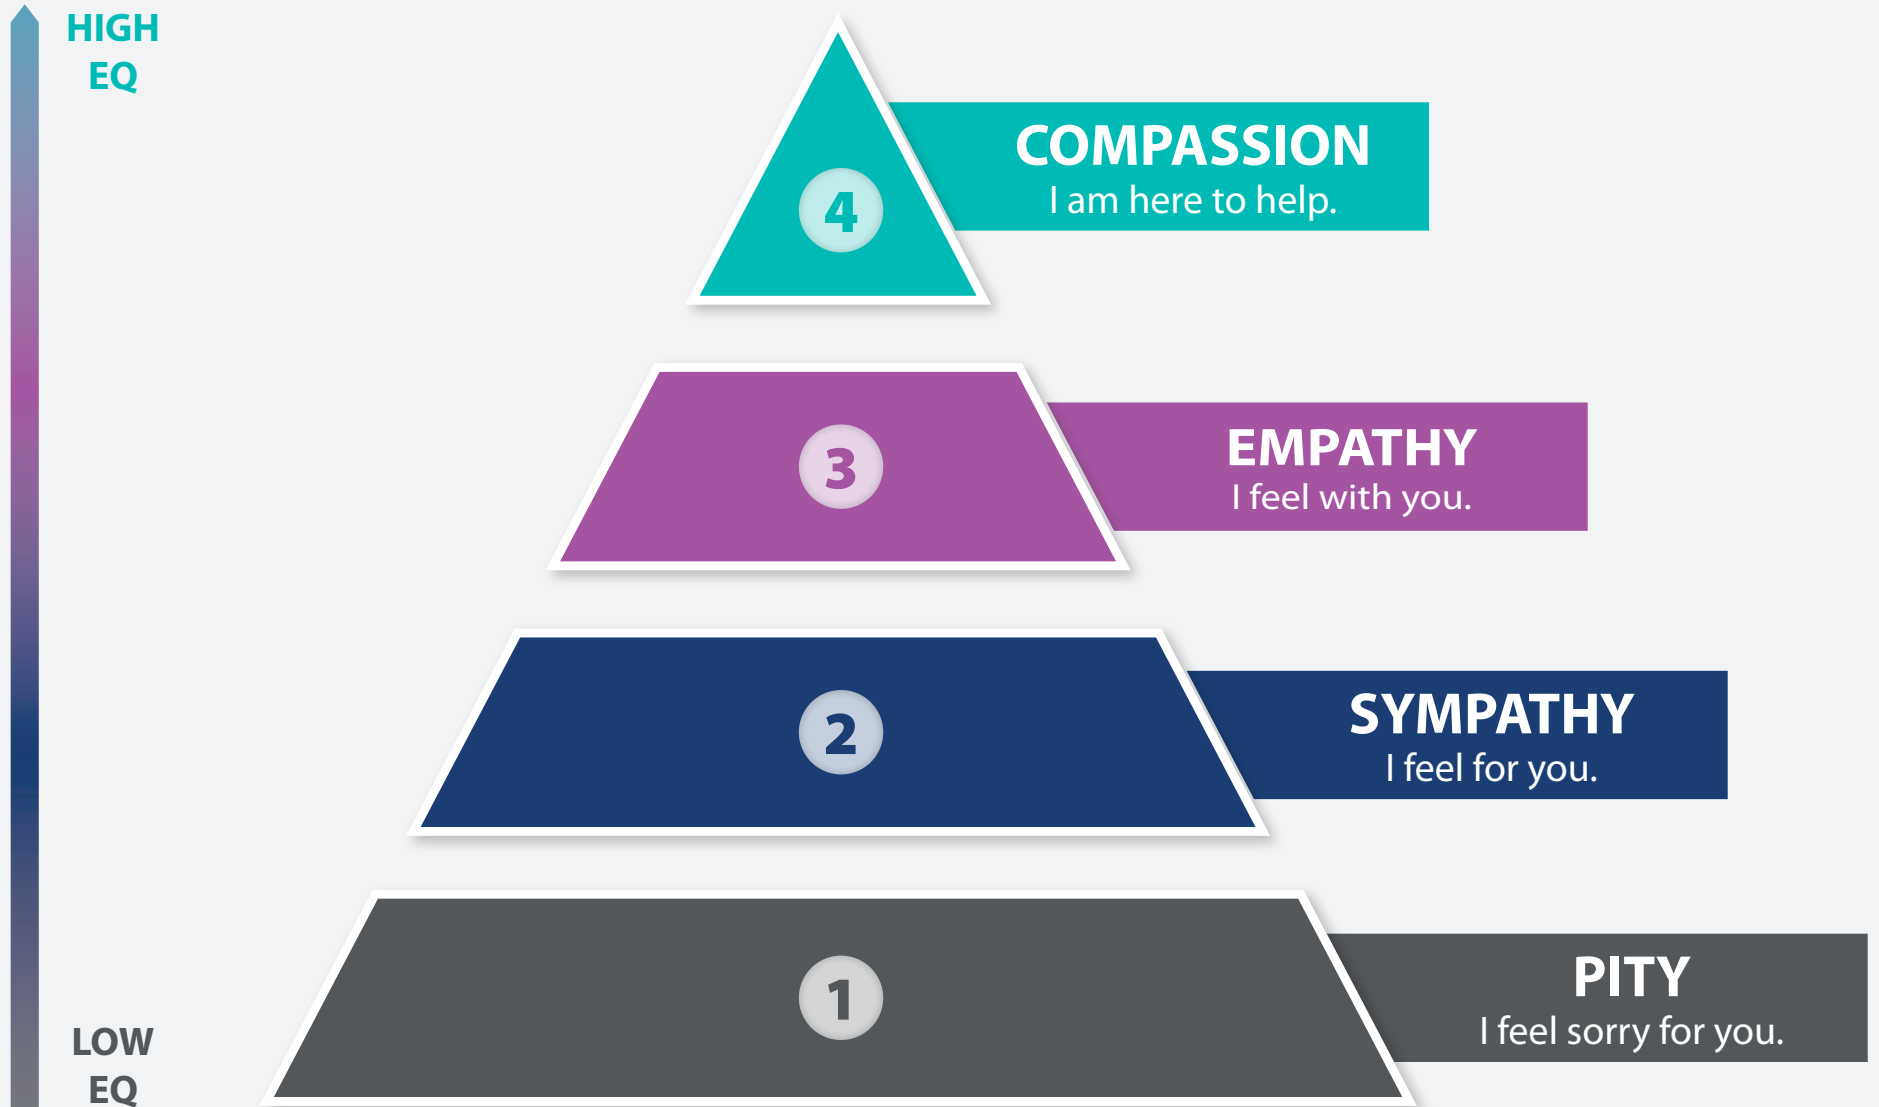 HIGH
EQ
COMPASSION
I am here to help.
4
EMPATHY
I feel with you.
3
SYMPATHY
I feel for you.
2
PITY
I feel sorry for you.
1
LOW
EQ